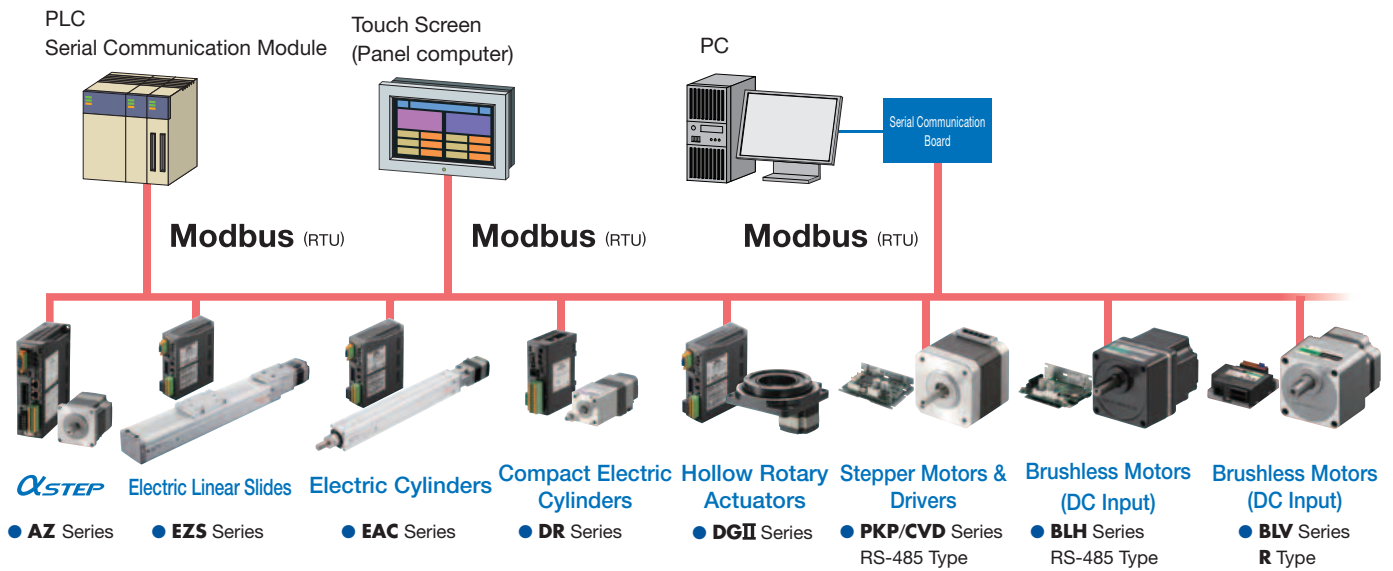 PLC
Serial Communication Module
Touch Screen
(Panel computer)
PC
Serial Communication
Board
Modbus (RTU)
Modbus (RTU)
Modbus (RTU)
αSTEP
● AZ Series
Electric Linear Slides
● EZS Series
Electric Cylinders
● EAC Series
Compact Electric
Cylinders
● DR Series
Hollow Rotary
Actuators
● DGII Series
Stepper Motors &
Drivers
● PKP/CVD Series
RS-485 Type
Brushless Motors
(DC Input)
● BLH Series
RS-485 Type
Brushless Motors
(DC Input)
● BLV Series
R Type